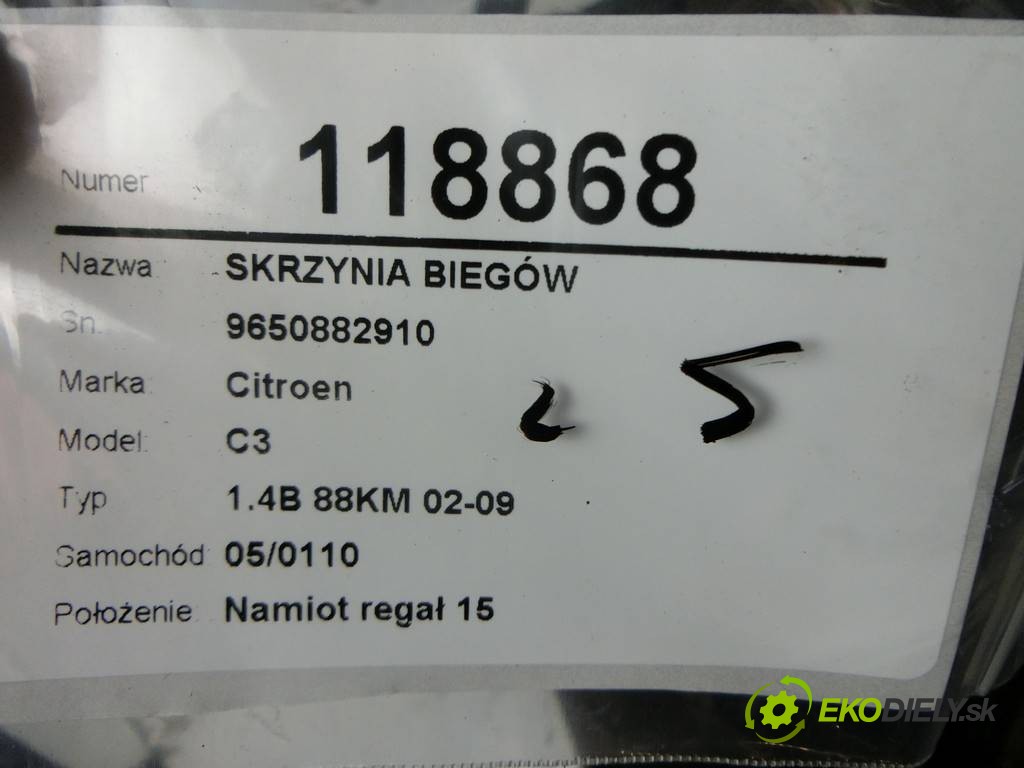 Numer 118868
Nazwa SKRZYNIA BIEGÓW
Sn. 9650882910
Marka Citroen
Model: C3
Typ 1.4B 88KM 02-09
Samochód: 05/0110
Położenie Namiot regał 15
25
EKODIELY.sk